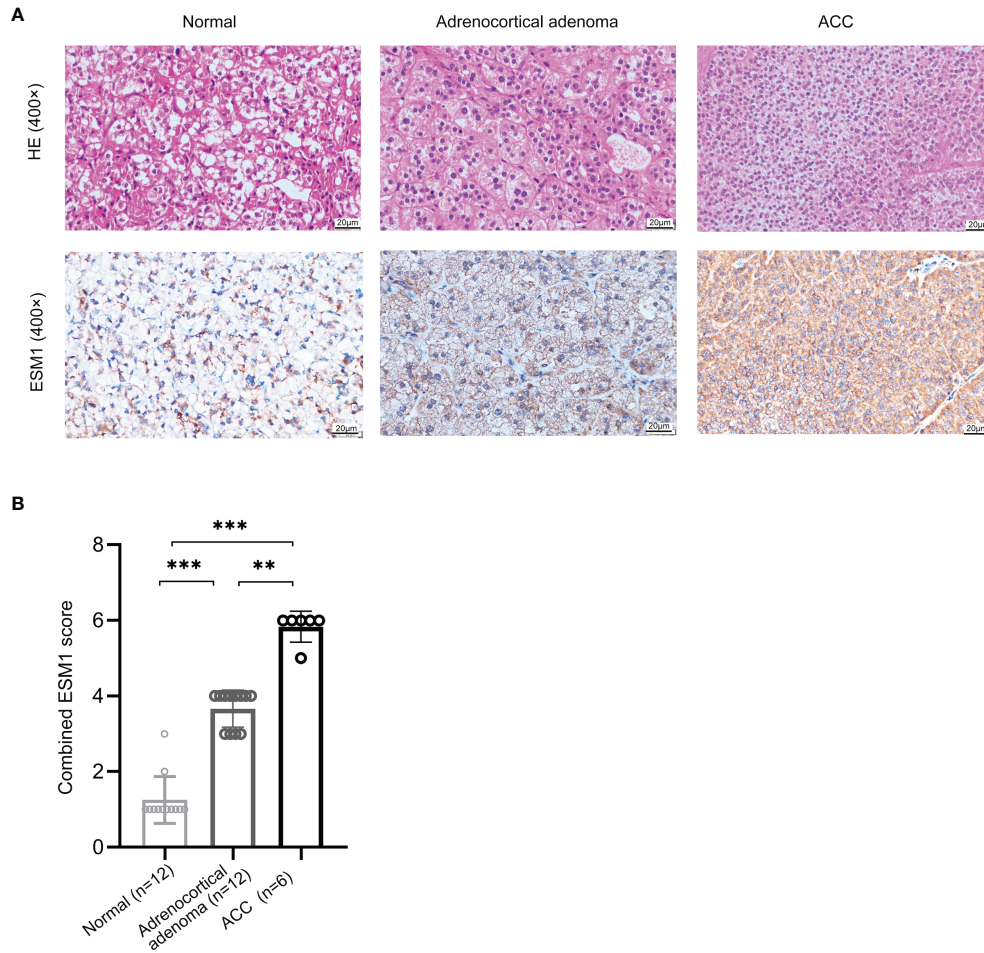 A
Normal
Adrenocortical adenoma
ACC
HE (400×)
20μm
20μm
20μm
ESM1 (400×)
20μm
20μm
20μm
B
***
***
**
Combined ESM1 score
8
6
4
2
0
Normal (n=12)
Adrenocortical
adenoma (n=12)
ACC (n=6)